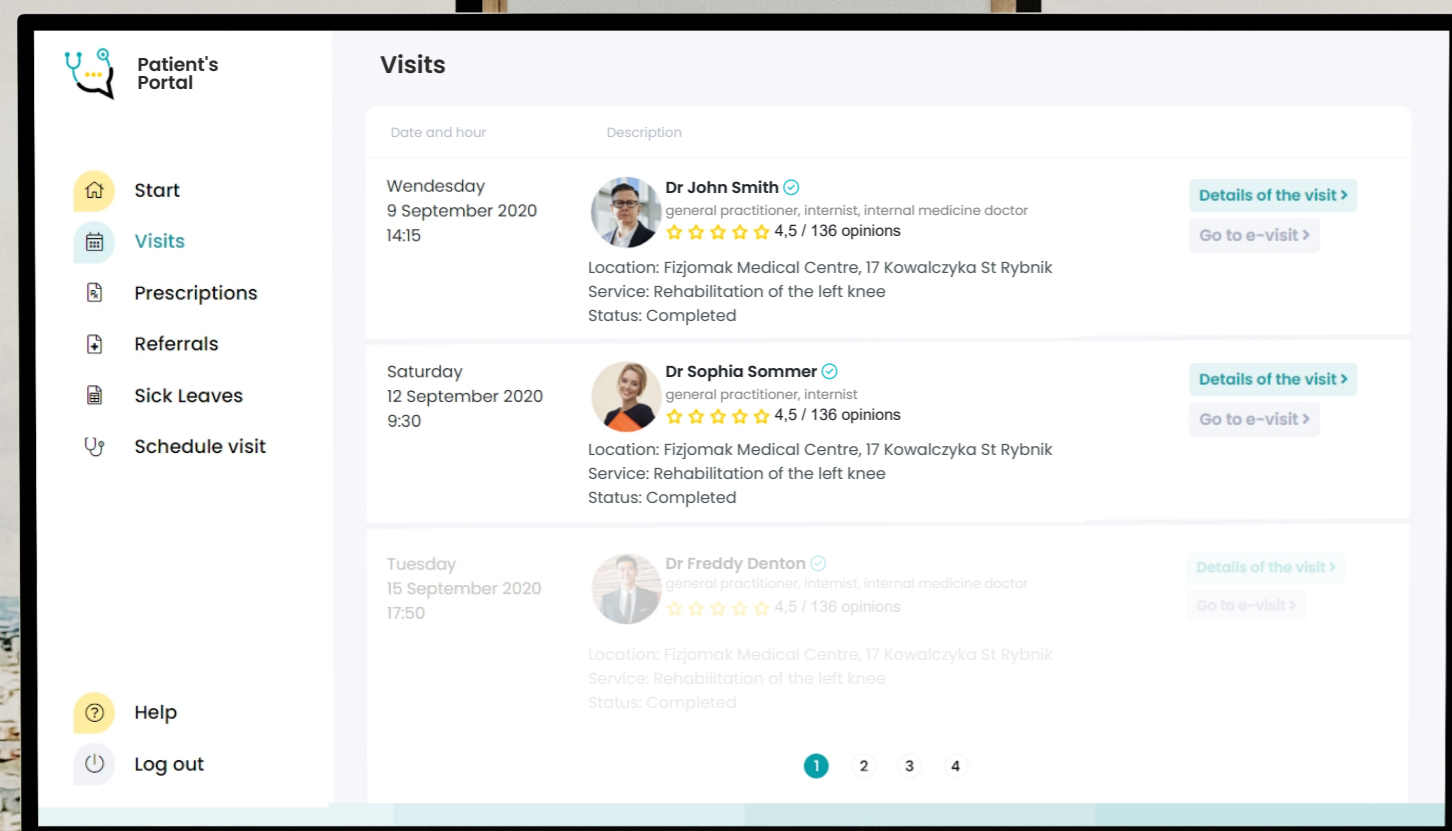 Patient's
Portal
Start
Visits
Prescriptions
Referrals
Sick Leaves
Schedule visit
Help
Log out
Visits
Date and hour
Description
Wendesday
9 September 2020
14:15
Dr John Smith
general practitioner, internist, internal medicine doctor
4,5 / 136 opinions
Location: Fizjomak Medical Centre, 17 Kowalczyka St Rybnik
Service: Rehabilitation of the left knee
Status: Completed
Details of the visit >
Go to e-visit >
Saturday
12 September 2020
9:30
Dr Sophia Sommer
general practitioner, internist
4,5 / 136 opinions
Location: Fizjomak Medical Centre, 17 Kowalczyka St Rybnik
Service: Rehabilitation of the left knee
Status: Completed
Details of the visit >
Go to e-visit >
Tuesday
15 September 2020
17:50
Dr Freddy Denton
general practitioner, internist, internal medicine doctor
4,5 / 136 opinions
Location: Fizjomak Medical Centre, 17 Kowalczyka St Rybnik
Service: Rehabilitation of the left knee
Status: Completed
Details of the visit >
Go to e-visit >
1 2 3 4